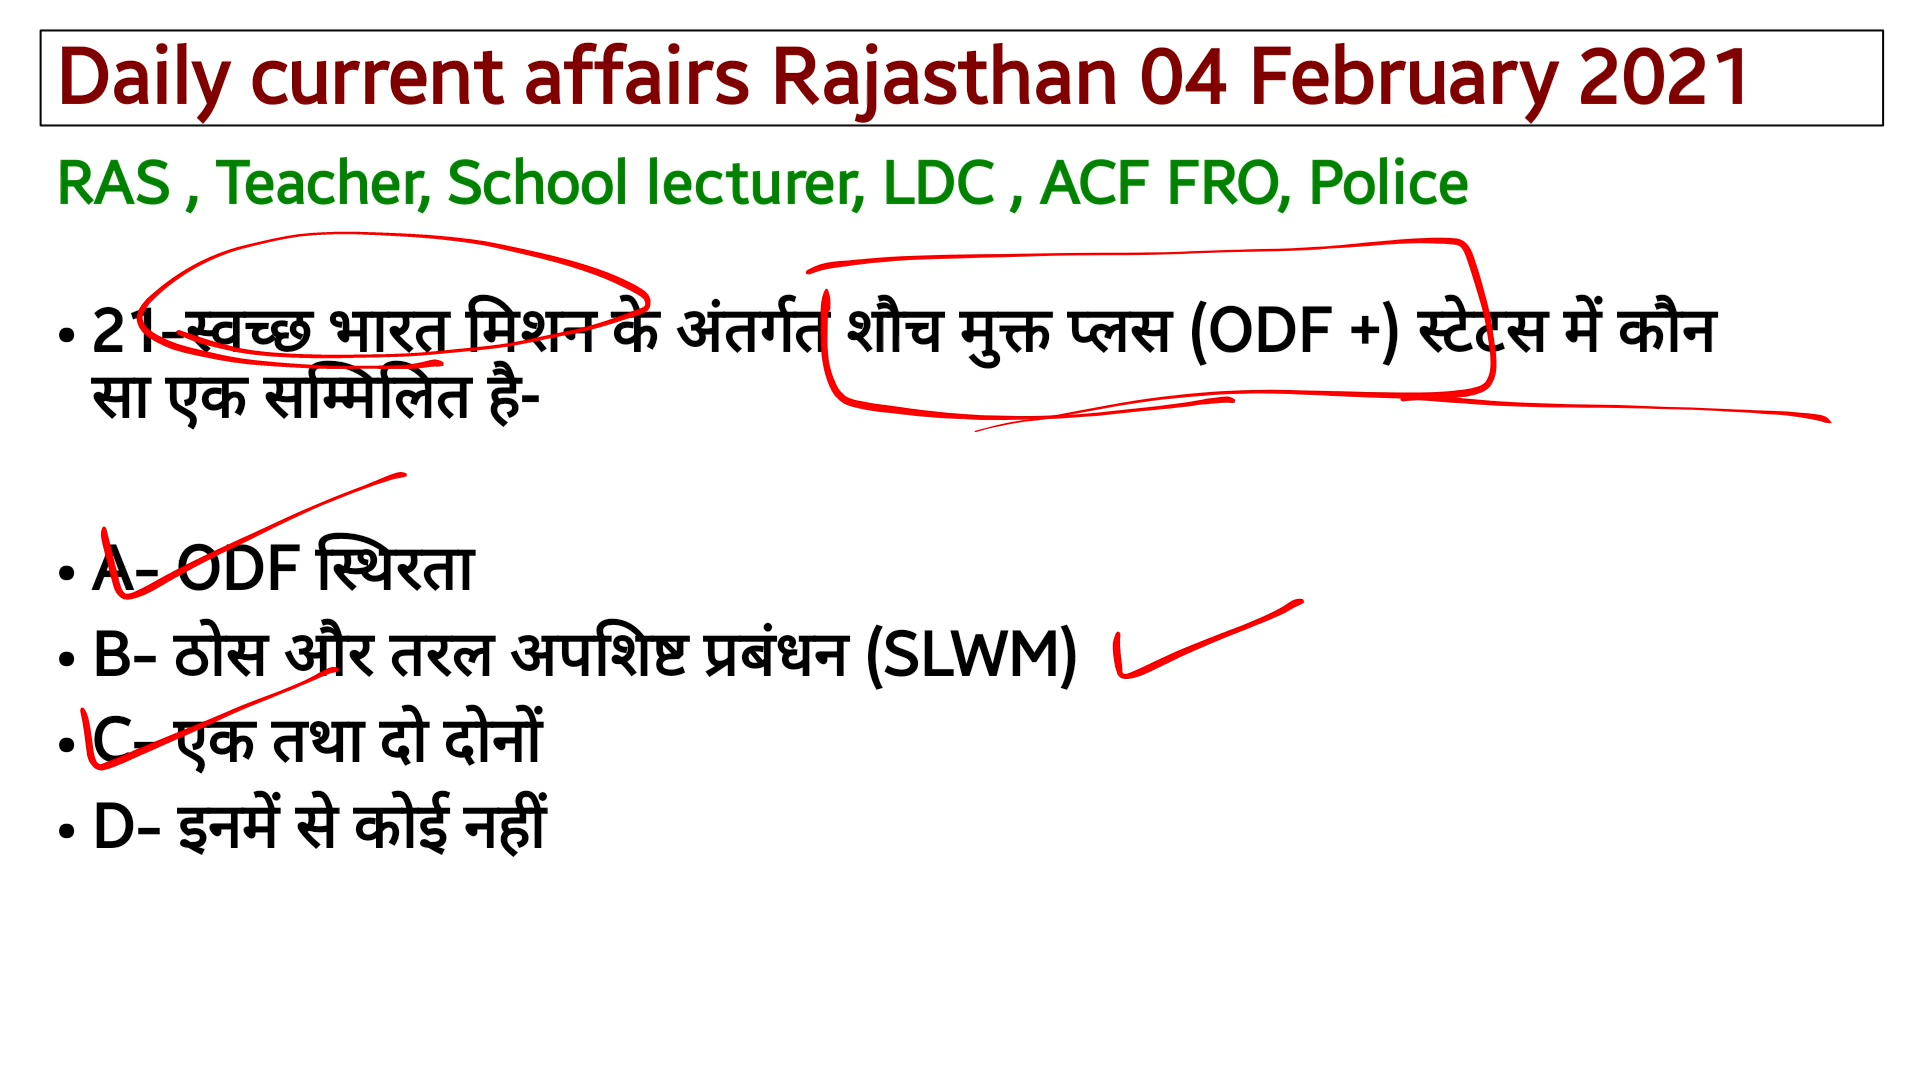 Daily current affairs Rajasthan 04 February 2021
RAS , Teacher, School lecturer, LDC , ACF FRO, Police
• 21-स्वच्छ भारत मिशन के अंतर्गत शौच मुक्त प्लस (ODF +) स्टेटस में कौन
सा एक सम्मिलित है-
• A- ODF स्थिरता
• B- ठोस और तरल अपशिष्ट प्रबंधन (SLWM)
• C- एक तथा दो दोनों
• D- इनमें से कोई नहीं